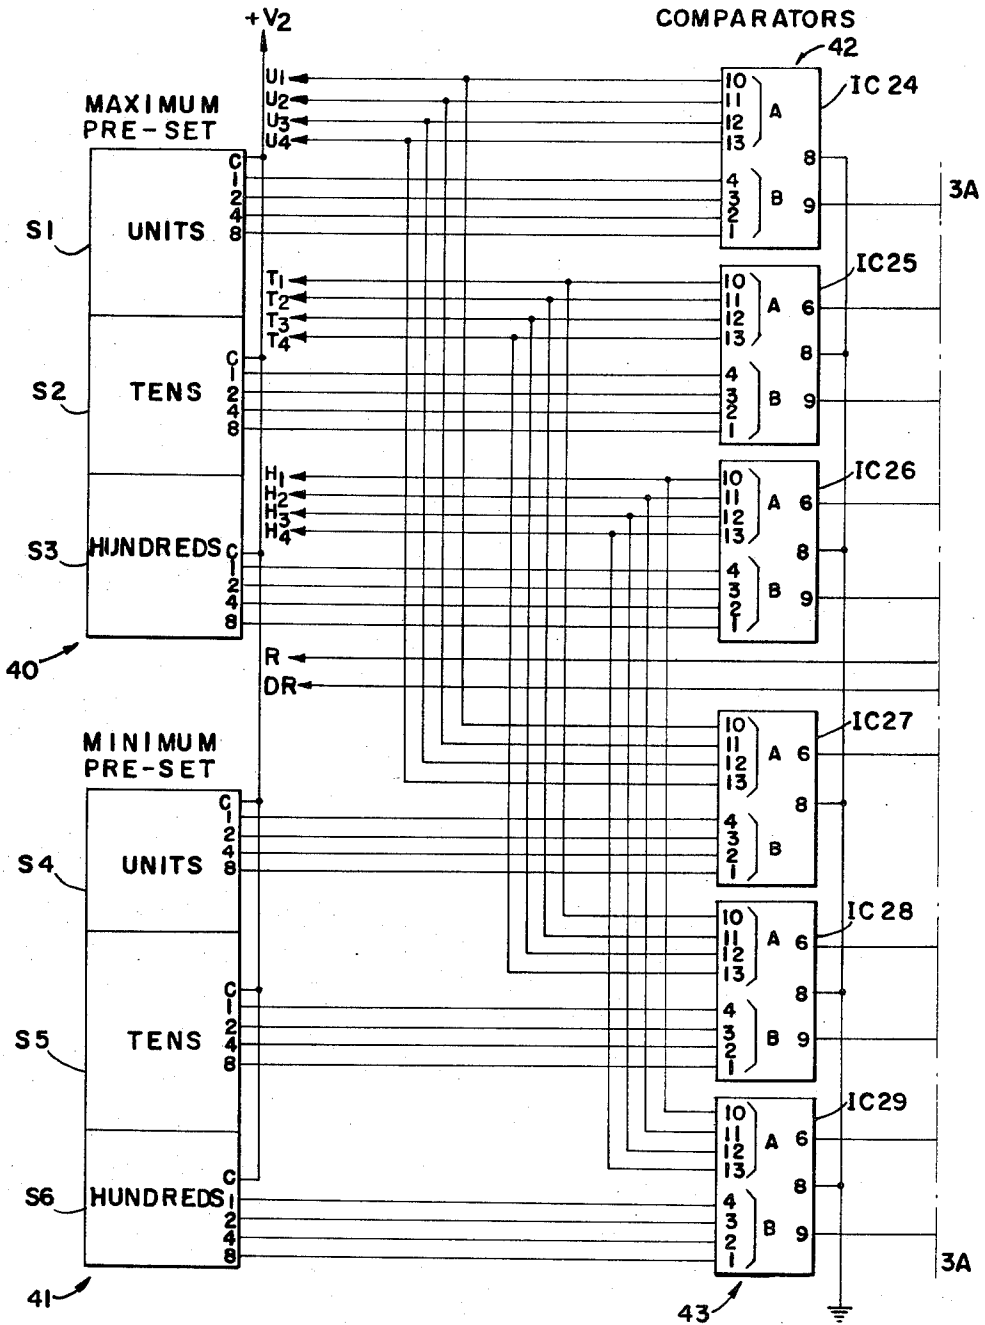 +V2
COMPARATORS
42
MAXIMUM
PRE-SET
U1
U2
U3
U4
10
11
12
13
A
4
3
2
1
B
8
9
IC 24
3A
S1
UNITS
C
1
2
4
8
T1
T2
T3
T4
10
11
12
13
A
4
3
2
1
B
6
8
9
IC25
S2
TENS
C
1
2
4
8
H1
H2
H3
H4
10
11
12
13
A
4
3
2
1
B
6
8
9
IC26
S3
HUNDREDS
C
1
2
4
8
40
R
DR
MINIMUM
PRE-SET
10
11
12
13
A
4
3
2
1
B
6
8
IC27
S4
UNITS
C
1
2
4
8
10
11
12
13
A
4
3
2
1
B
6
8
9
IC 28
S5
TENS
C
1
2
4
8
10
11
12
13
A
4
3
2
1
B
6
8
9
IC29
S6
HUNDREDS
C
1
2
4
8
41
43
3A